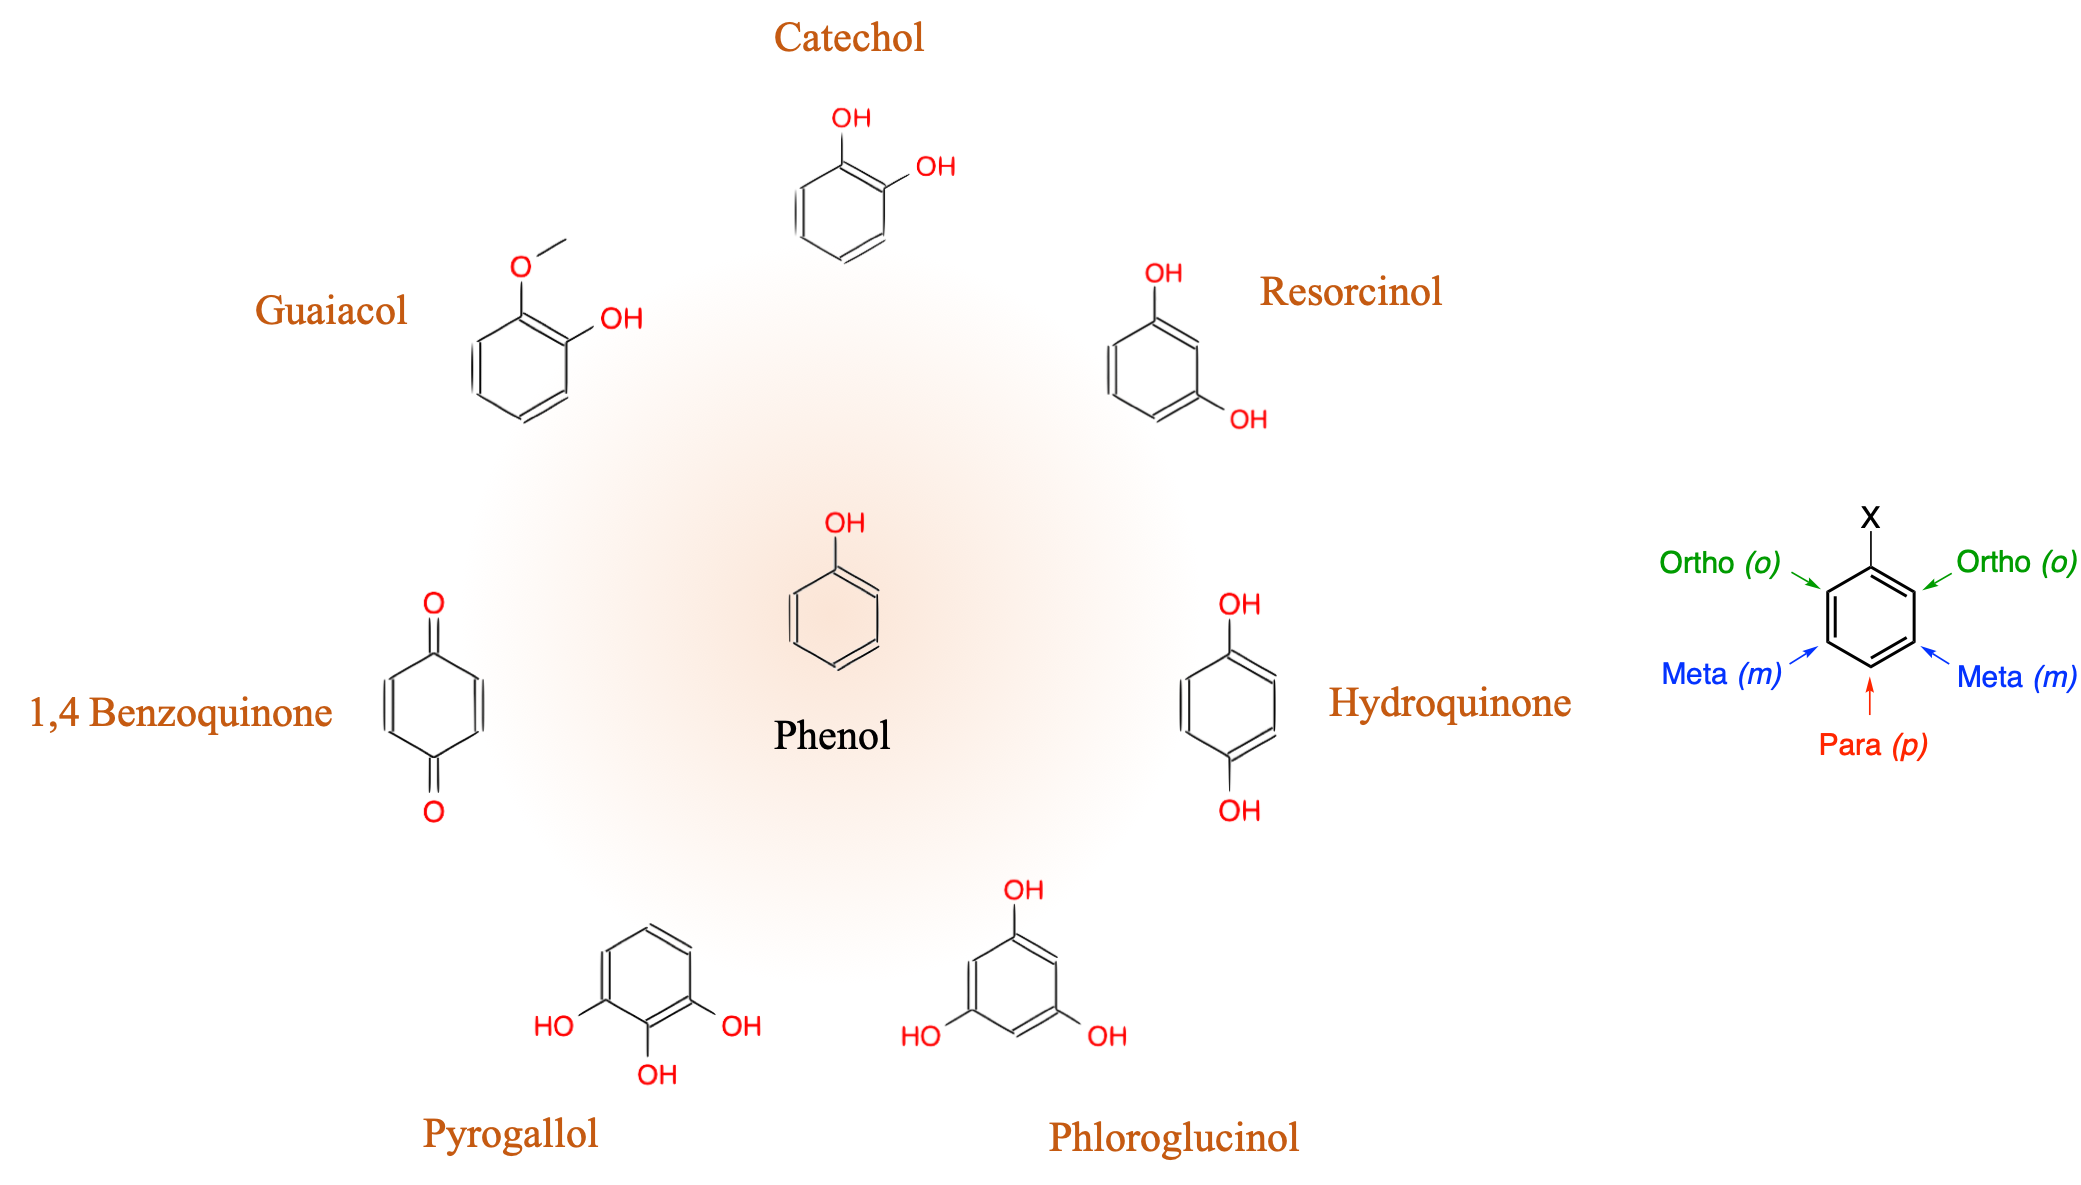 Catechol
OH
OH
O
OH
Guaiacol
OH
OH
Resorcinol
OH
Phenol
O
O
1,4 Benzoquinone
OH
OH
Hydroquinone
X
Ortho (o)
Ortho (o)
Meta (m)
Meta (m)
Para (p)
HO
OH
OH
Pyrogallol
OH
HO
OH
Phloroglucinol